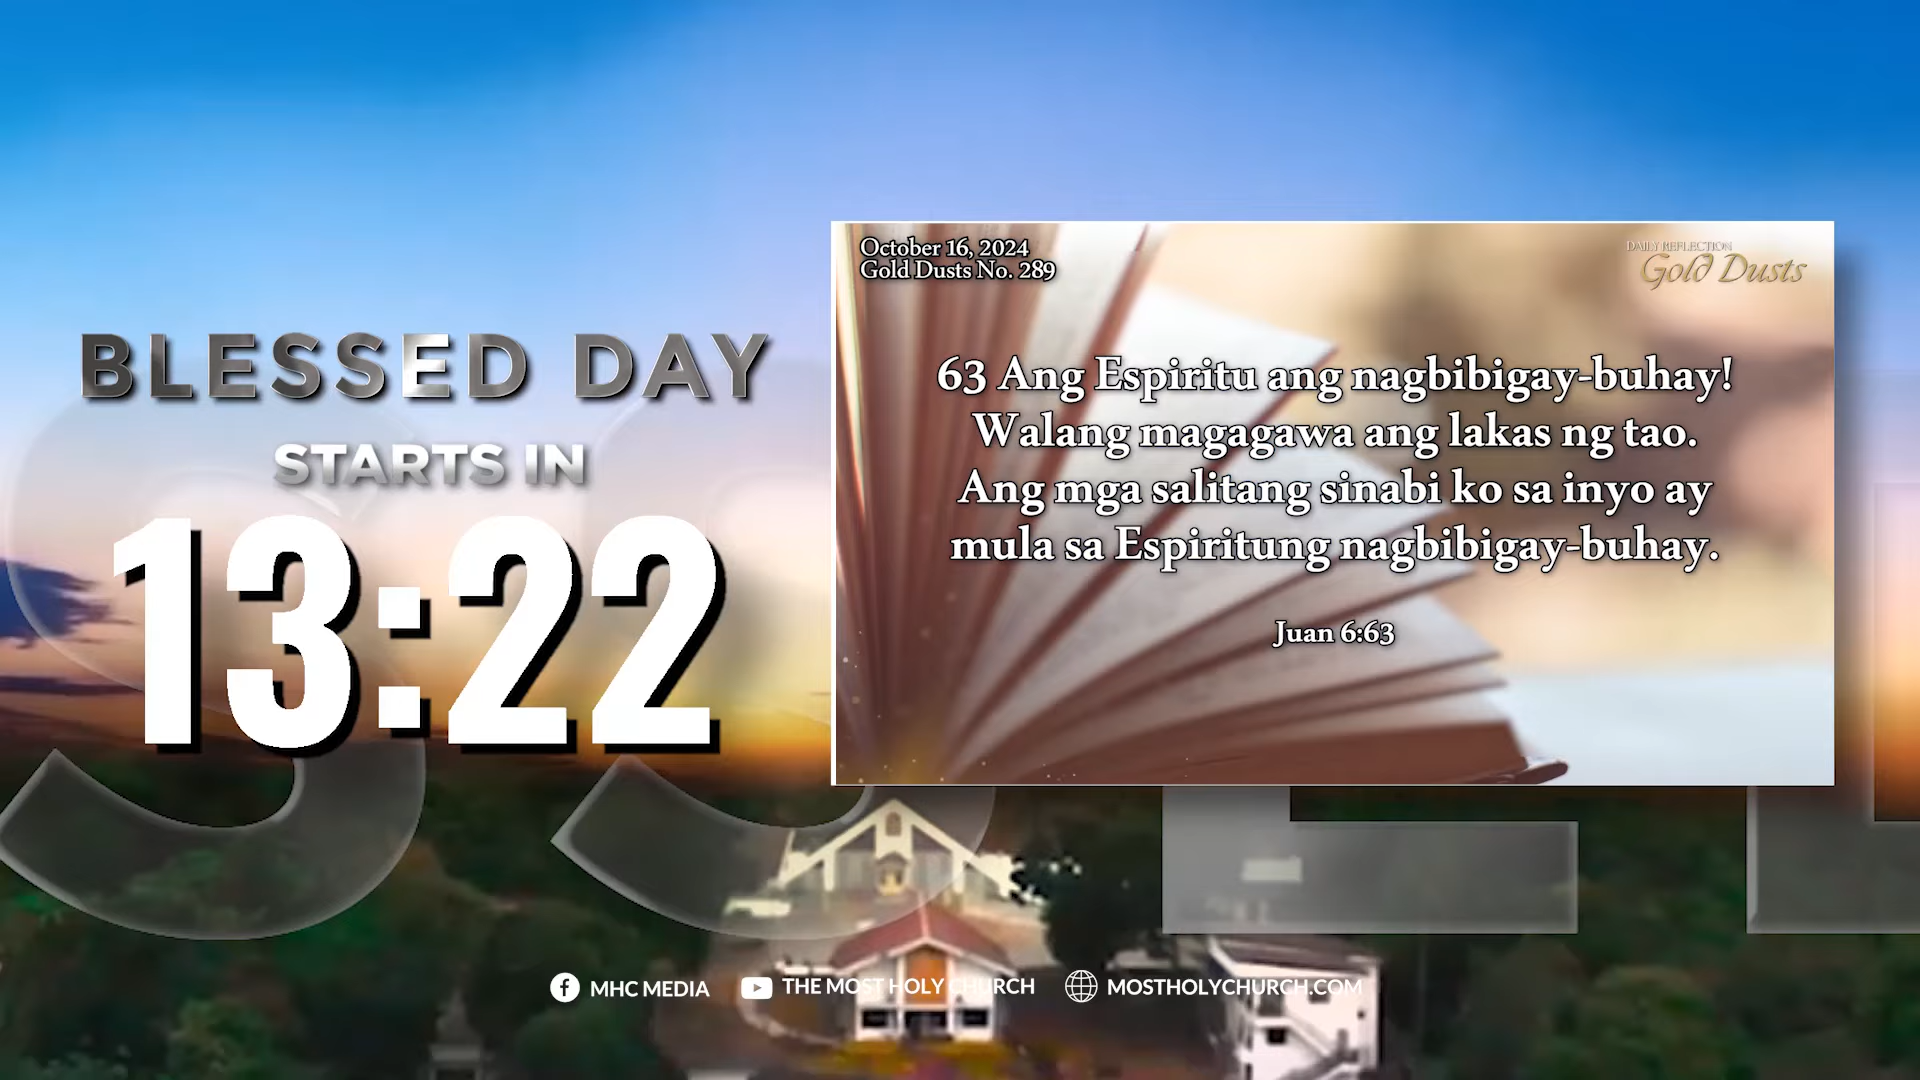 BLESSED DAY
STARTS IN
13:22
October 16, 2024
Gold Dusts No. 289
DAILY REFLECTION
Gold Dusts
63 Ang Espiritu ang nagbibigay-buhay!
Walang magagawa ang lakas ng tao.
Ang mga salitang sinabi ko sa inyo ay
mula sa Espiritung nagbibigay-buhay.
Juan 6:63
MHC MEDIA
THE MOST HOLY CHURCH
MOSTHOLYCHURCH.COM